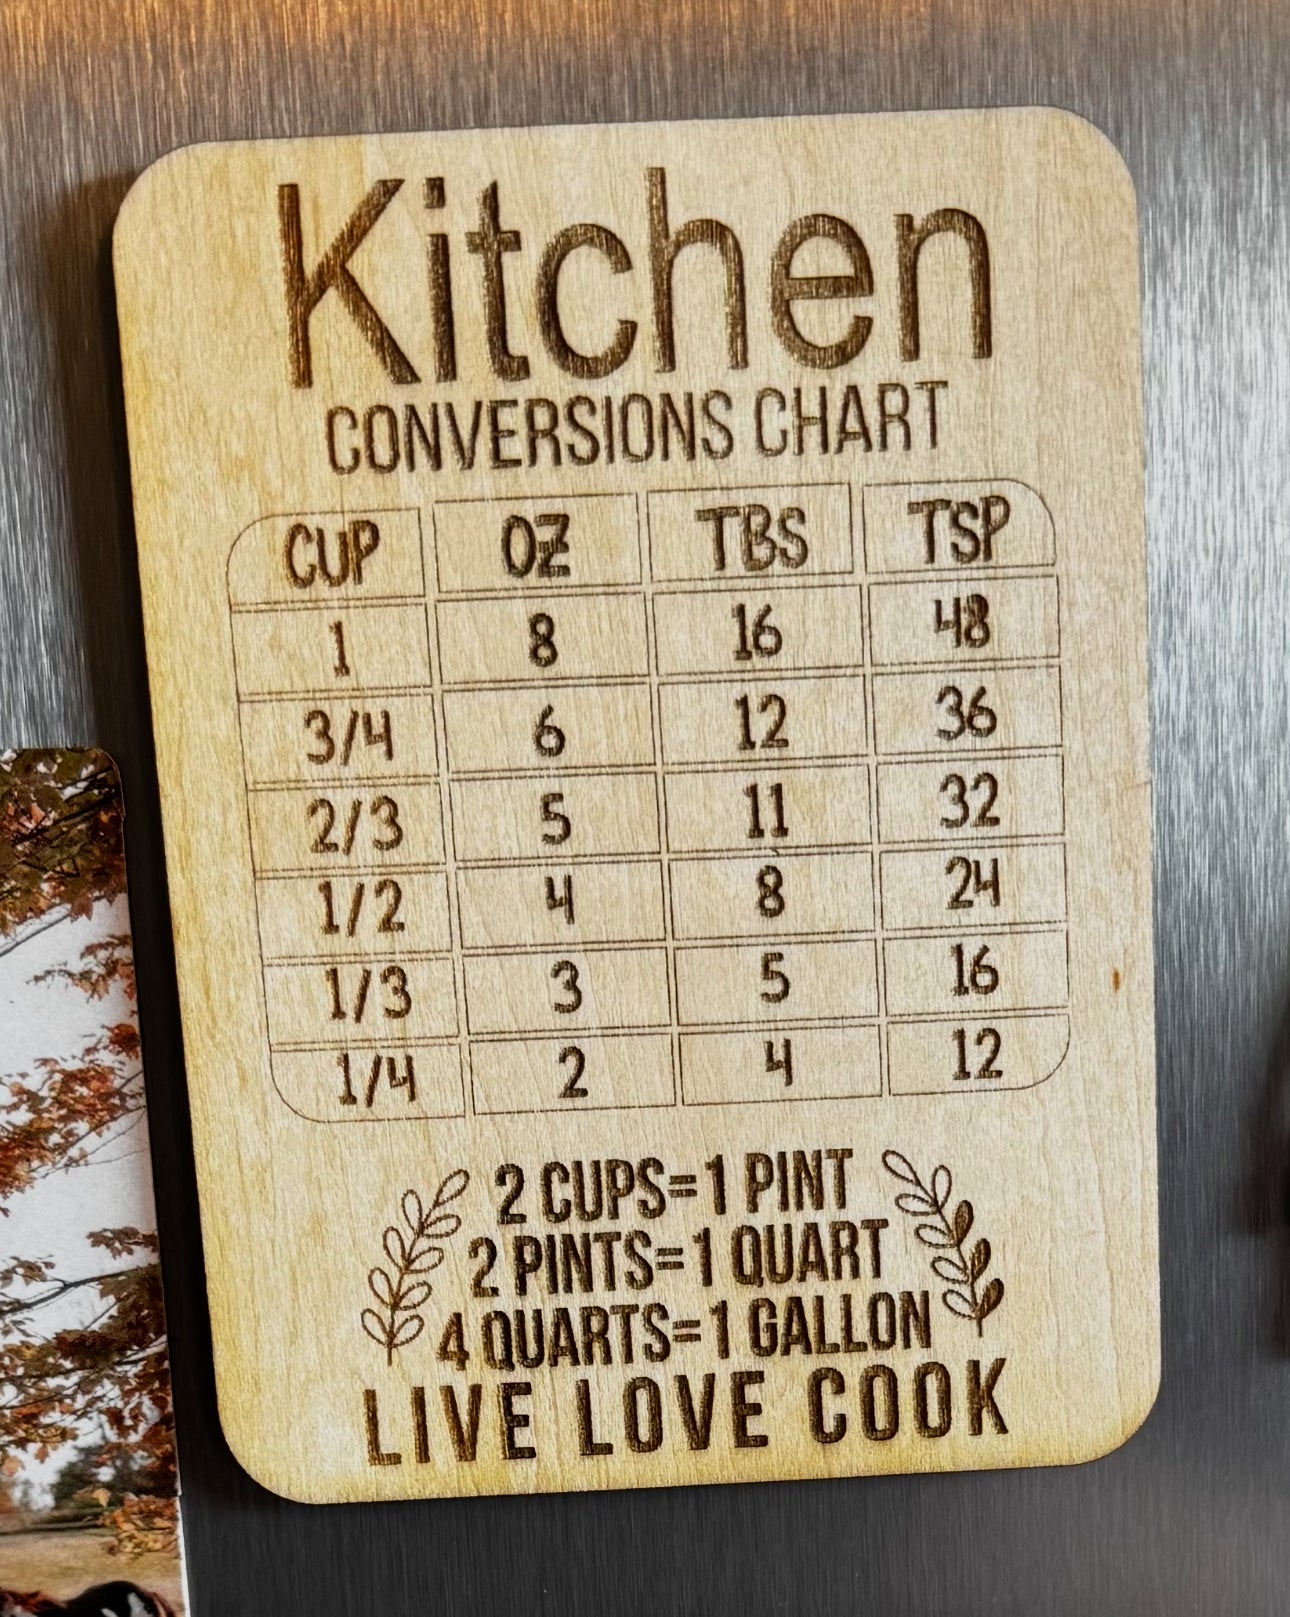 Kitchen
CONVERSIONS CHART
CUP OZ TBS TSP
1 8 16 48
3/4 6 12 36
2/3 5 11 32
1/2 4 8 24
1/3 3 5 16
1/4 2 4 12
2 CUPS=1 PINT
2 PINTS=1 QUART
4 QUARTS=1 GALLON
LIVE LOVE COOK